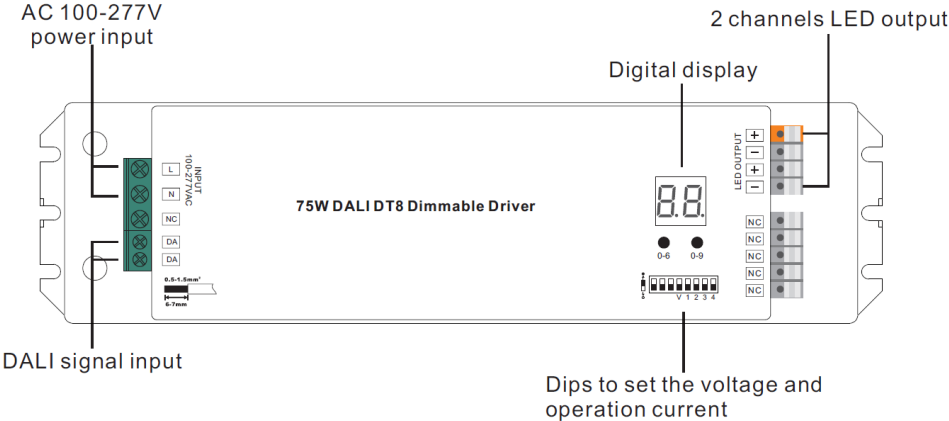 AC 100-277V
power input
2 channels LED output
Digital display
L
N
NC
DA
DA
INPUT
100-277VAC
0.5-1.5mm²
6-7mm
75W DALI DT8 Dimmable Driver
88.
0-6
0-9
V 1 2 3 4
LED OUTPUT
+
−
+
−
NC
NC
NC
NC
NC
DALI signal input
Dips to set the voltage and
operation current